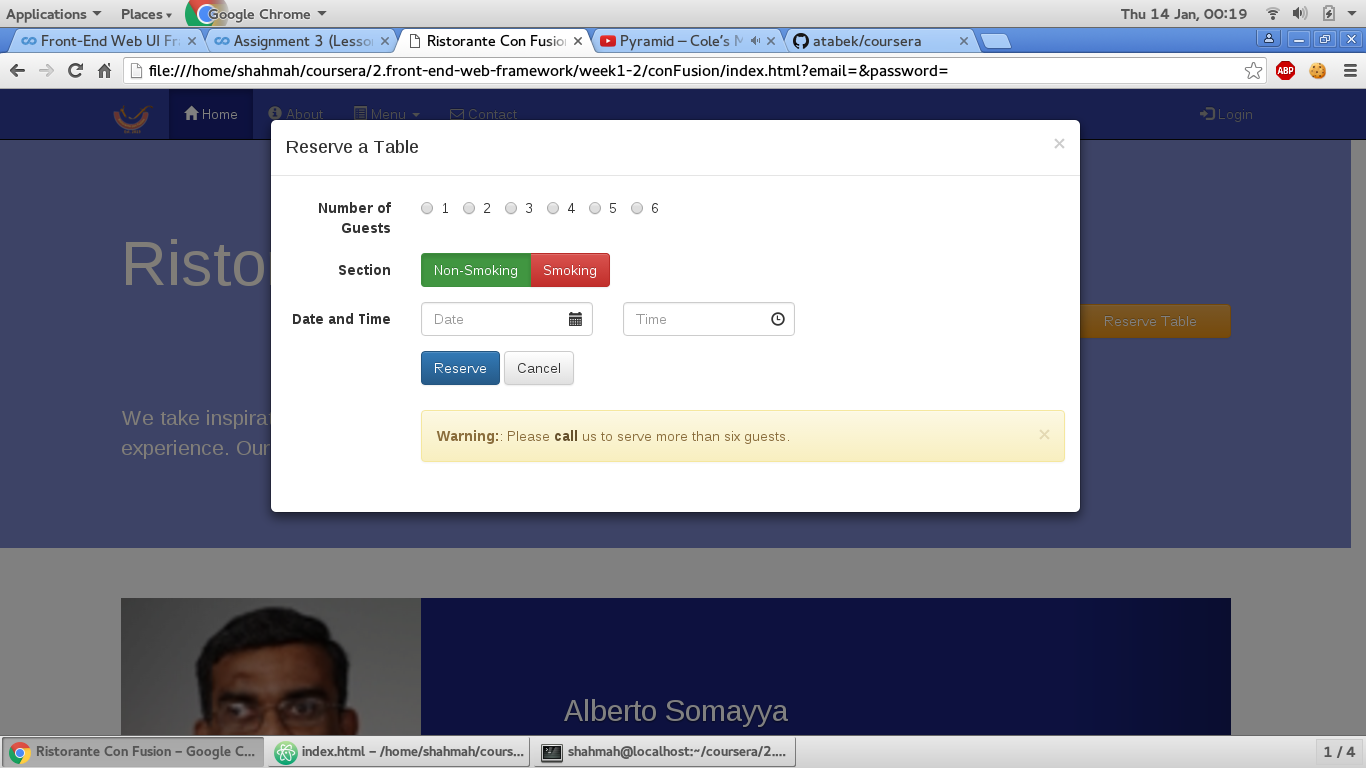 Applications Places Google Chrome Thu 14 Jan, 00:19
Front-End Web UI Fr Assignment 3 (Lesso Ristorante Con Fusio Pyramid – Cole's M atabek/coursera
file:///home/shahmah/coursera/2.front-end-web-framework/week1-2/conFusion/index.html?email=&password= ABP
Home About Menu Contact Login
Reserve a Table ×
Number of Guests 1 2 3 4 5 6
Section Non-Smoking Smoking
Risto
Date and Time Date Time
Reserve Table
Reserve Cancel
We take inspirat
Warning:: Please call us to serve more than six guests. ×
experience. Our
Alberto Somayya
Ristorante Con Fusion – Google C... index.html – /home/shahmah/cours... shahmah@localhost:~/coursera/2.... 1 / 4